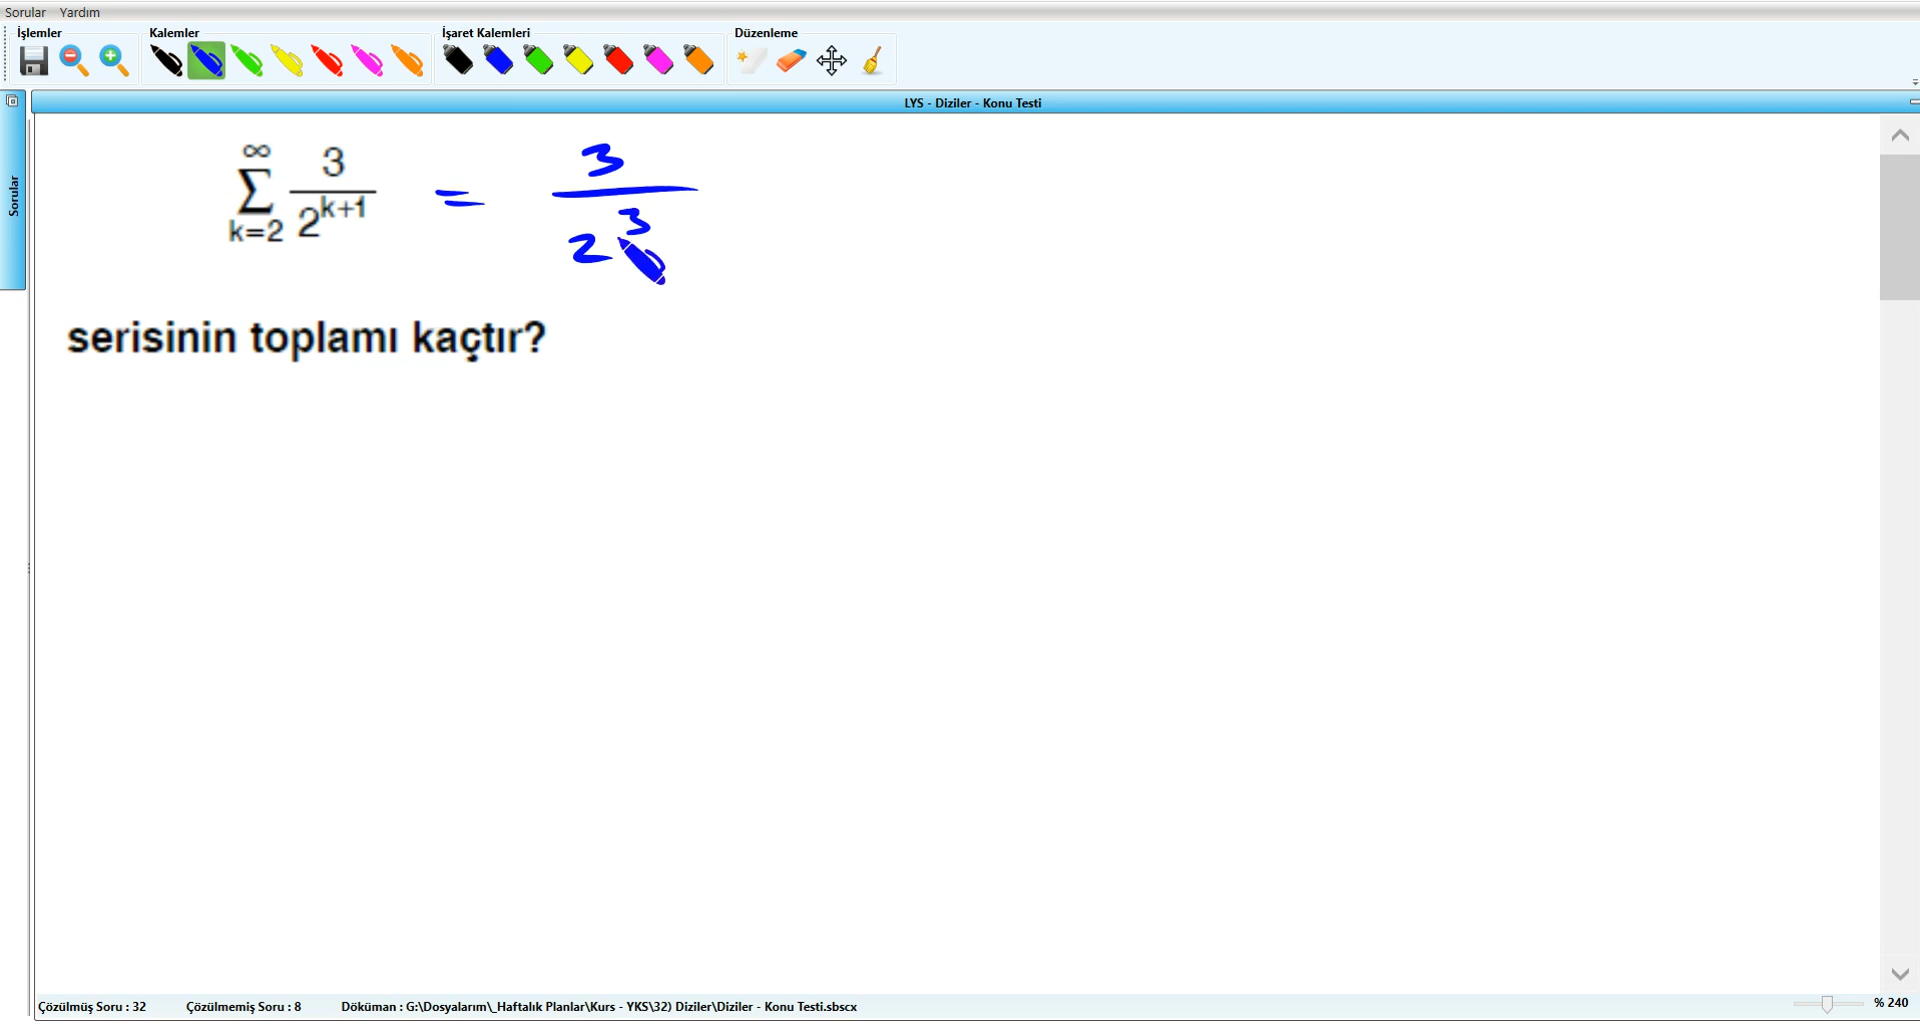 Sorular Yardım
İşlemler Kalemler İşaret Kalemleri Düzenleme
LYS - Diziler - Konu Testi
Sorular
∞
∑ 3 / 2^{k+1} = 3 / 2^3
k=2
serisinin toplamı kaçtır?
Çözülmüş Soru : 32 Çözülmemiş Soru : 8 Döküman : G:\Dosyalarım\_Haftalık Planlar\Kurs - YKS\32) Diziler\Diziler - Konu Testi.sbscx % 240